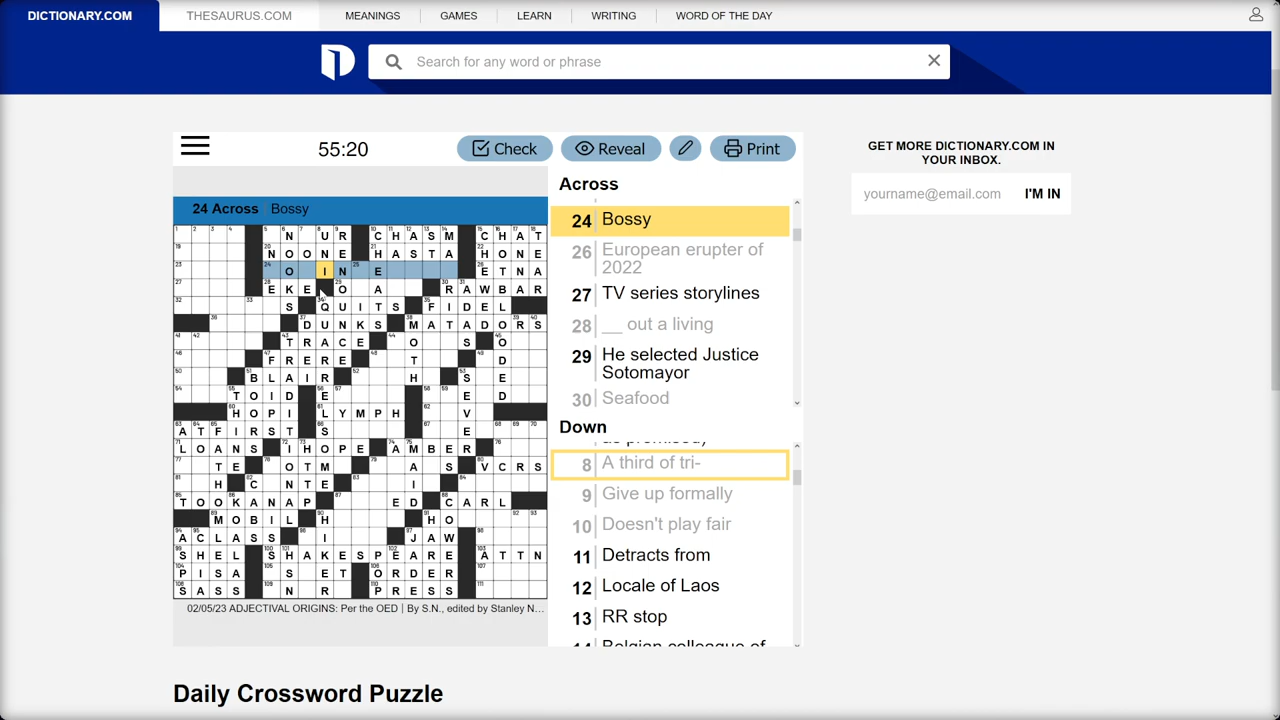 DICTIONARY.COM THESAURUS.COM MEANINGS GAMES LEARN WRITING WORD OF THE DAY
Search for any word or phrase
55:20 Check Reveal Print
GET MORE DICTIONARY.COM IN
YOUR INBOX.
yourname@email.com I'M IN
24 Across Bossy
Across
24 Bossy
26 European erupter of
2022
27 TV series storylines
28 __ out a living
29 He selected Justice
Sotomayor
30 Seafood
Down
8 A third of tri-
9 Give up formally
10 Doesn't play fair
11 Detracts from
12 Locale of Laos
13 RR stop
N U R C H A S M C H A T
N O O N E H A S T A H O N E
O I N E E T N A
E K E O A R A W B A R
S Q U I T S F I D E L
D U N K S M A T A D O R S
T R A C E O S O
F R E R E T D
B L A I R H E
T O I D E S D
H O P I L Y M P H E
A T F I R S T S V
L O A N S I H O P E A M B E R
T E O T M A S V C R S
H C N T E I
T O O K A N A P E D C A R L
M O B I L H H O
A C L A S S I J A W
S H E L S H A K E S P E A R E A T T N
P I S A S E T O R D E R
S A S S N R P R E S S
02/05/23 ADJECTIVAL ORIGINS: Per the OED | By S.N., edited by Stanley N...
Daily Crossword Puzzle